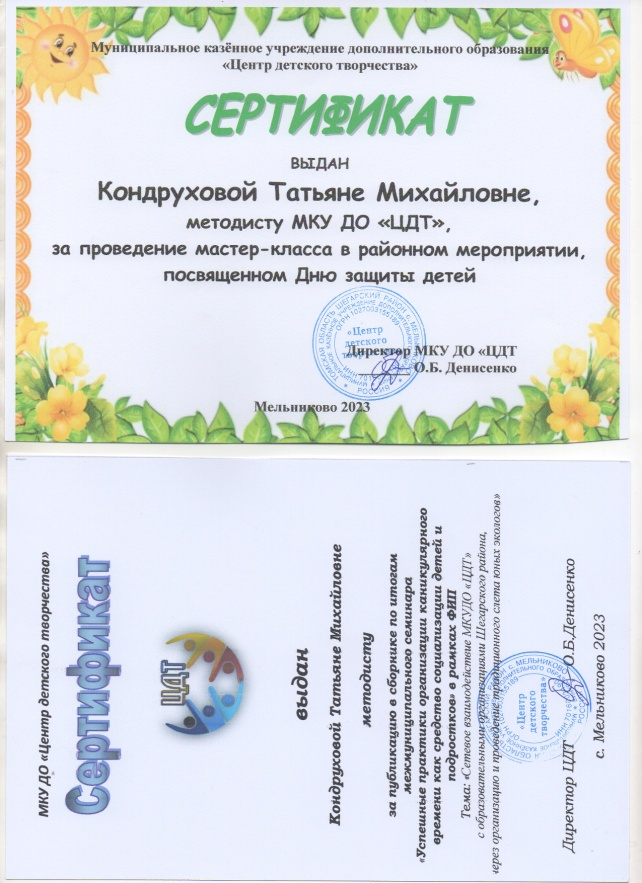 Муниципальное казённое учреждение дополнительного образования
«Центр детского творчества»
СЕРТИФИКАТ
ВЫДАН
Кондруховой Татьяне Михайловне,
методисту МКУ ДО «ЦДТ»,
за проведение мастер-класса в районном мероприятии,
посвященном Дню защиты детей
«Центр
детского
Директор МКУ ДО «ЦДТ
О.Б. Денисенко
РОССИЯ
Мельниково 2023
МКУ ДО «Центр детского творчества»
Сертификат
ЦДТ
выдан
Кондруховой Татьяне Михайловне
методисту
за публикацию в сборнике по итогам
межмуниципального семинара
«Успешные практики организации каникулярного
времени как средство социализации детей и
подростков» в рамках ФИП
Тема: «Сетевое взаимодействие МКУДО «ЦДТ»
с образовательными организациями Шегарского района,
через организацию и проведение традиционного слета юных экологов»
«Центр
детского
творчества»
Директор ЦДТ О.Б.Денисенко
с. Мельниково 2023